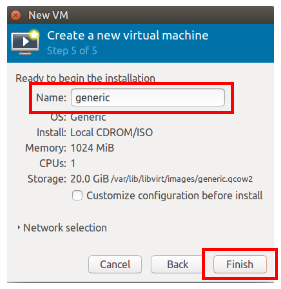 New VM
Create a new virtual machine
Step 5 of 5
Ready to begin the installation
Name: generic
OS: Generic
Install: Local CDROM/ISO
Memory: 1024 MiB
CPUs: 1
Storage: 20.0 GiB /var/lib/libvirt/images/generic.qcow2
Customize configuration before install
Network selection
Cancel Back Finish